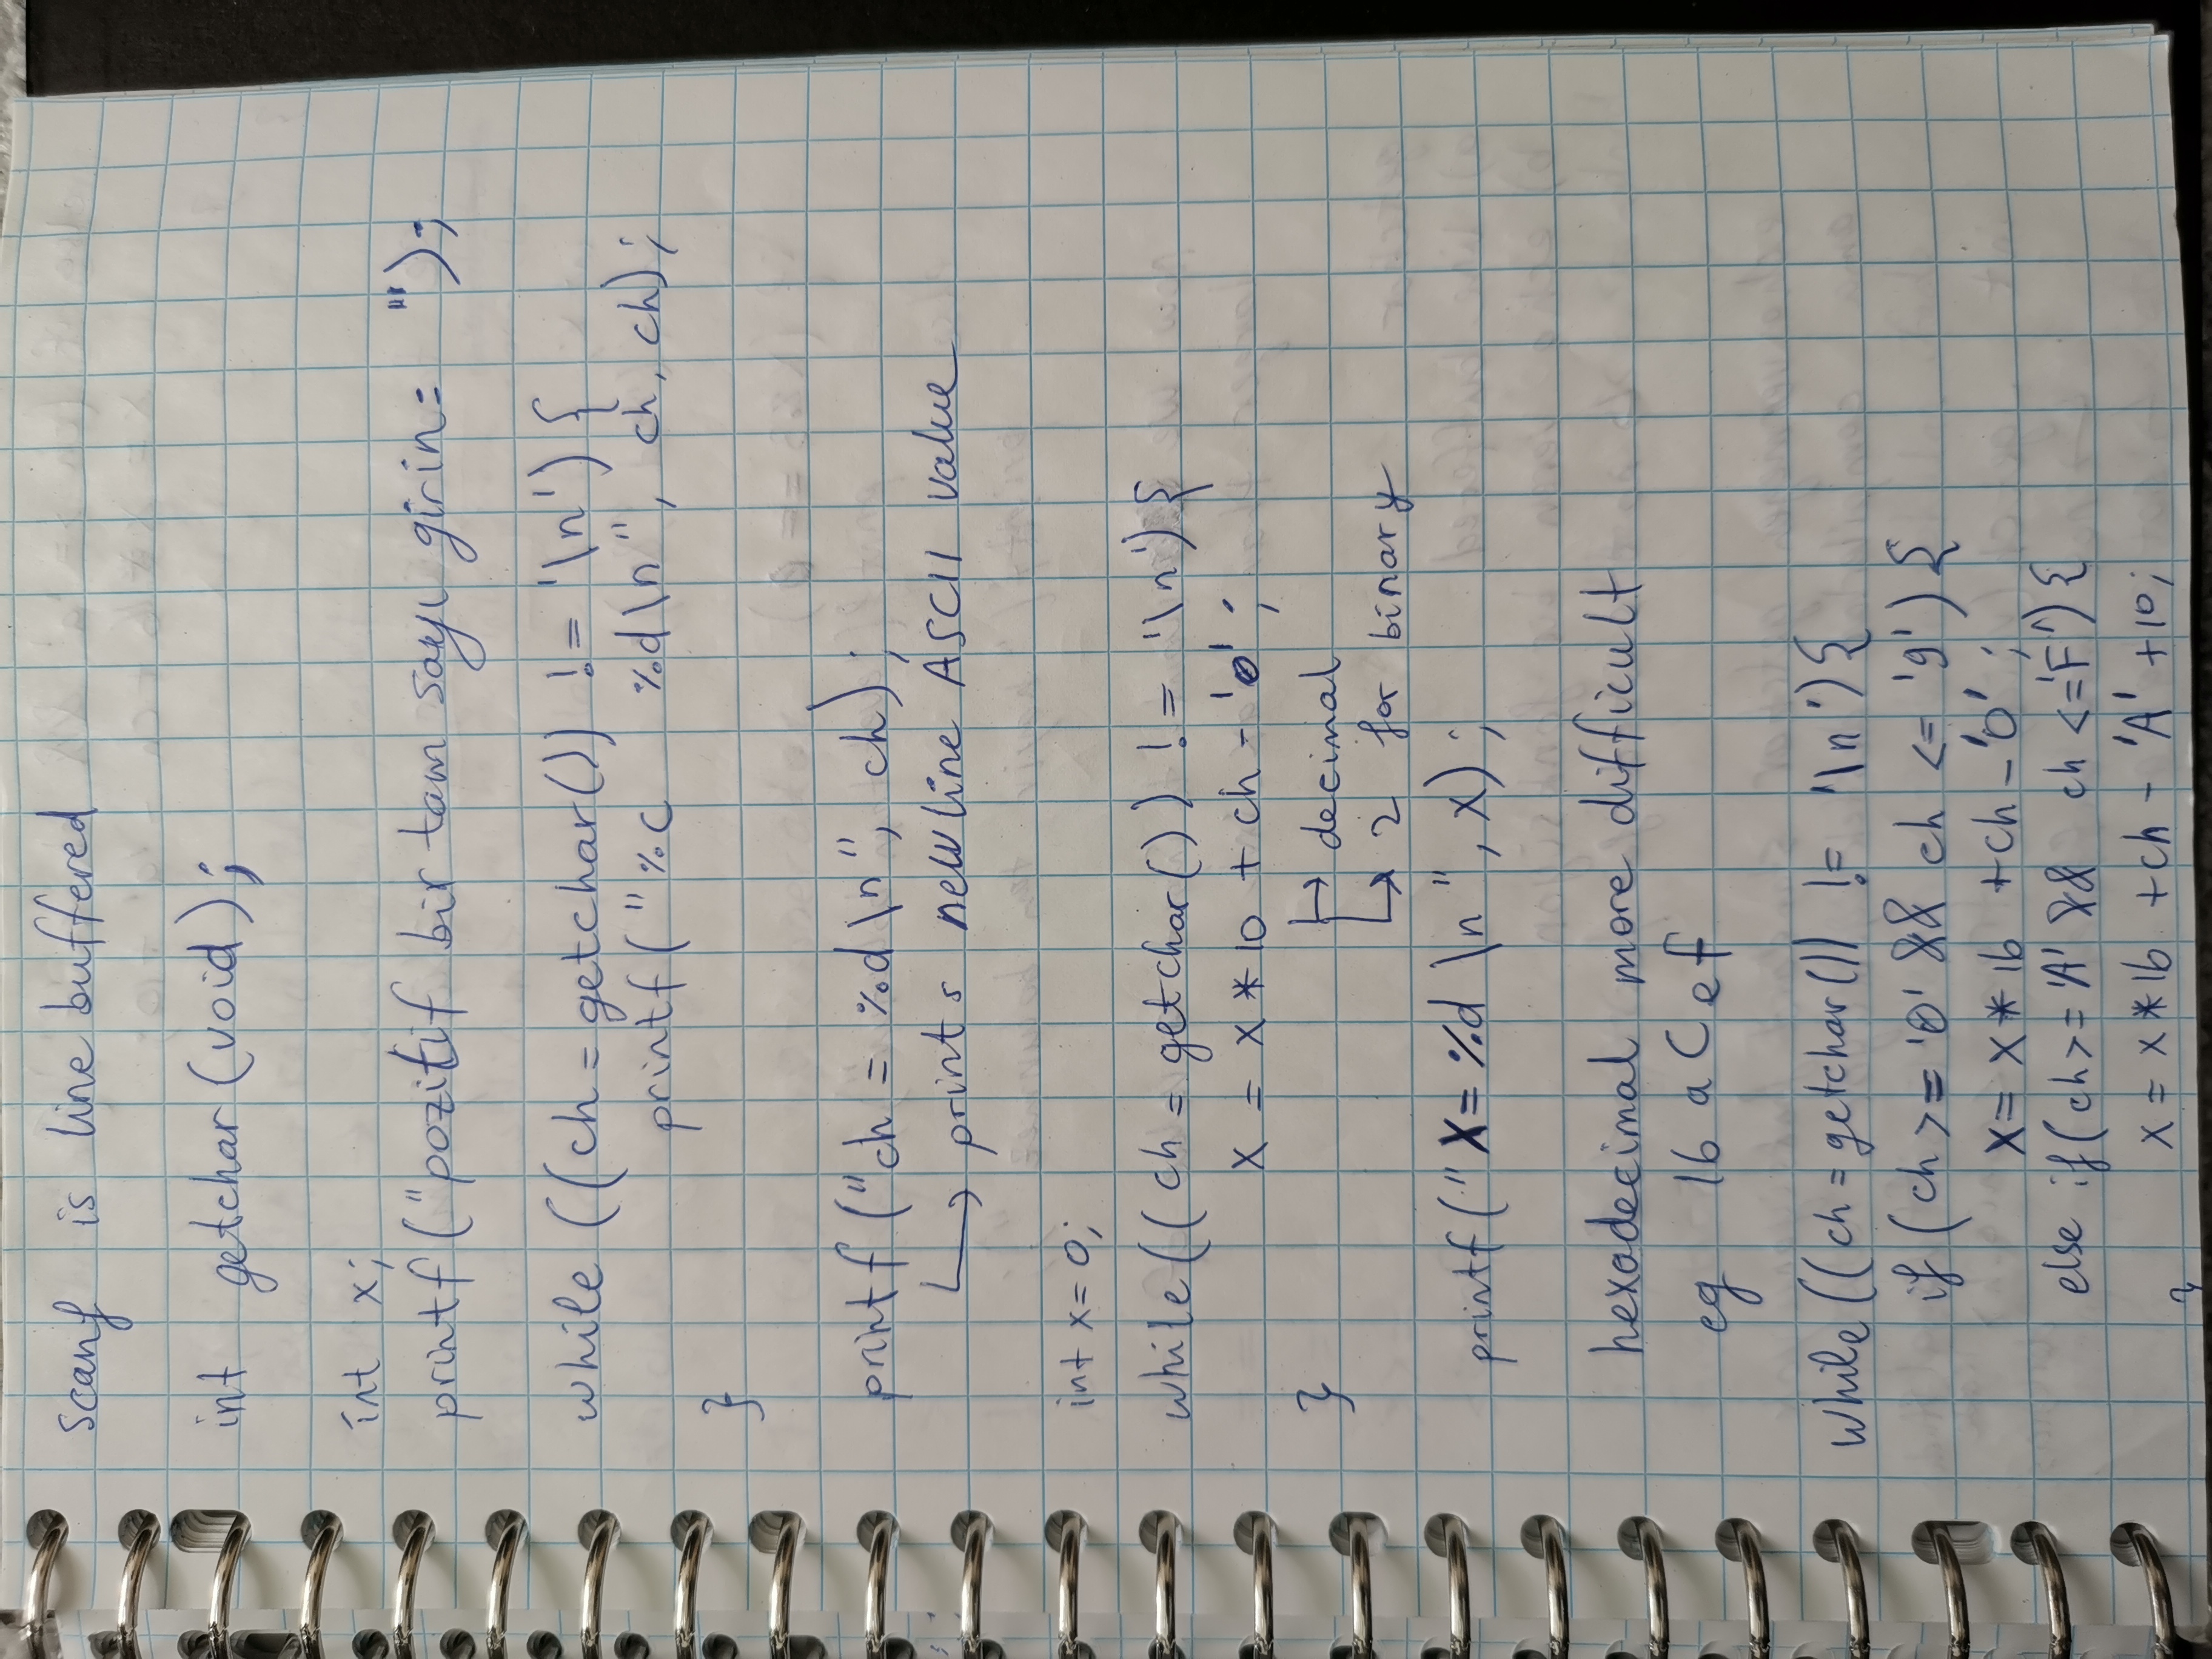 scanf is line buffered
int getchar(void);
int x;
printf("pozitif bir tam sayı girin: ");
while ((ch = getchar()) != '\n') {
printf("%c %d\n", ch, ch);
}
printf("ch = %d\n", ch);
↳ prints newline ASCII value
int x = 0;
while ((ch = getchar()) != '\n') {
x = x * 10 + ch - '0';
} → decimal
→ 2 for binary
printf("X = %d \n", x);
hexadecimal more difficult
eg 16 a C e f
while ((ch = getchar()) != '\n') {
if (ch >= '0' && ch <= '9') {
x = x * 16 + ch - '0';
else if (ch >= 'A' && ch <= 'F') {
x = x * 16 + ch - 'A' + 10;
}